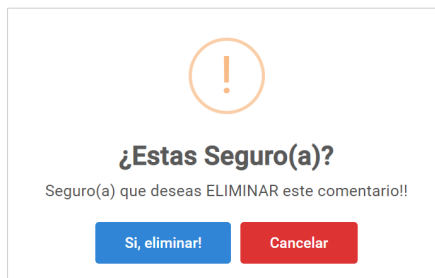 !
¿Estas Seguro(a)?
Seguro(a) que deseas ELIMINAR este comentario!!
Si, eliminar!
Cancelar